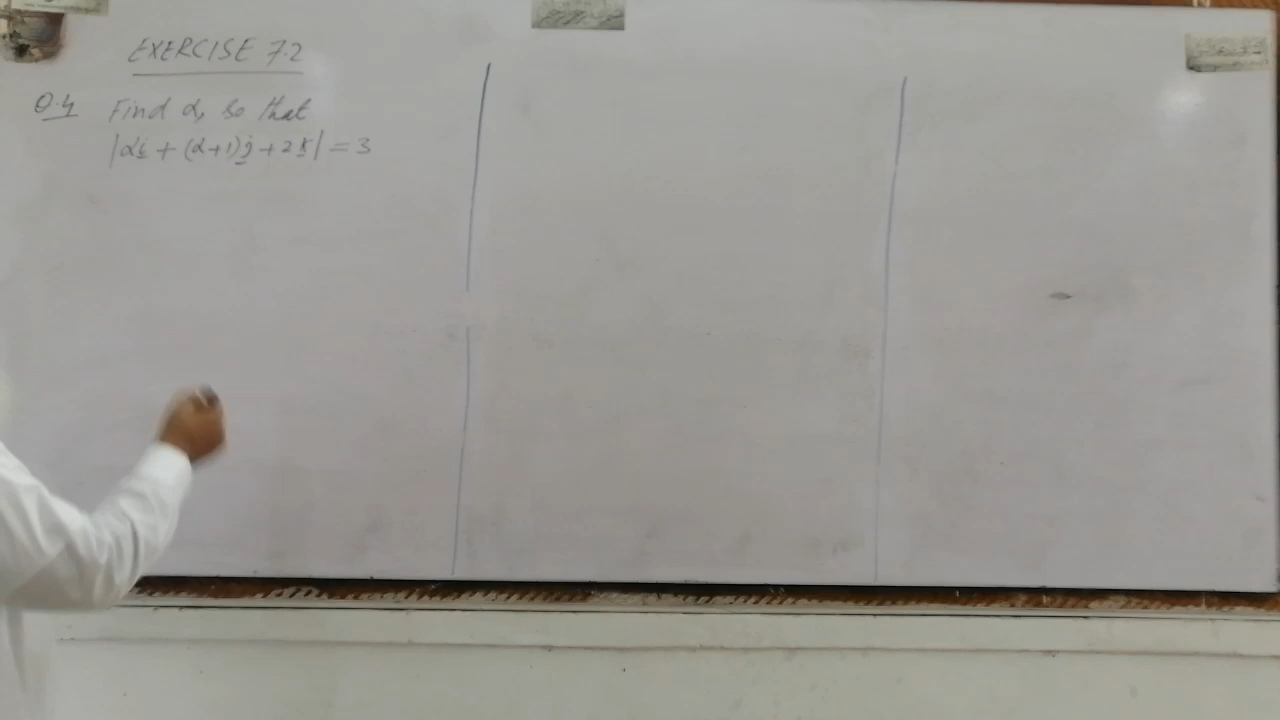 EXERCISE 7.2
Q.4 Find α, so that
|αi + (α+1)j + 2k| = 3